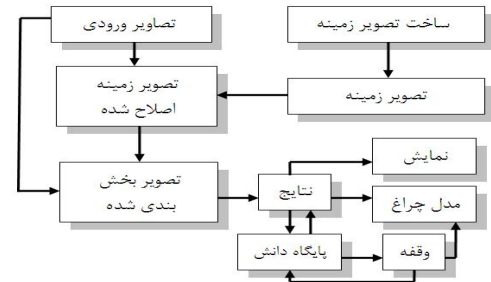 ساخت تصویر زمینه
تصاویر ورودی
تصویر زمینه
تصویر زمینه
اصلاح شده
تصویر بخش
بندی شده
نتایج
نمایش
مدل چراغ
پایگاه دانش
وقفه